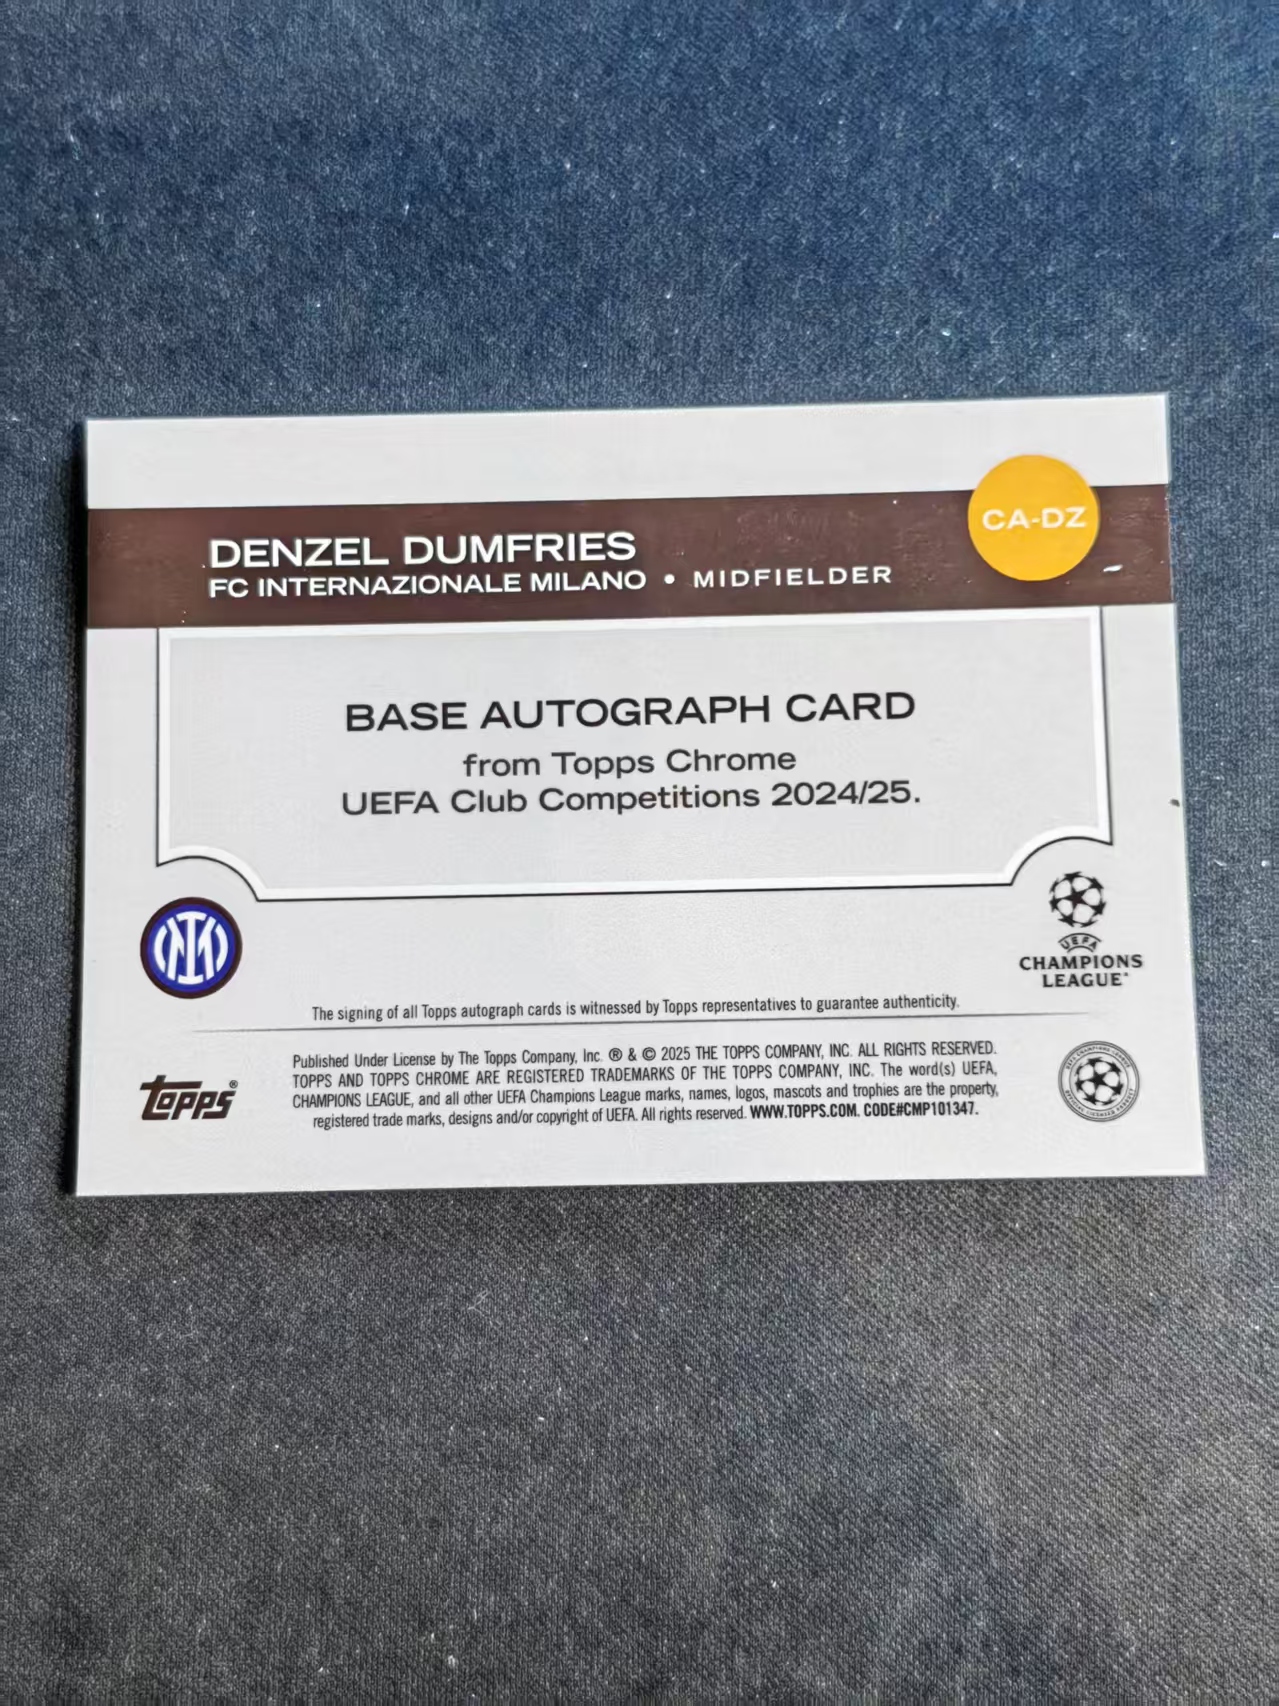 CA-DZ
DENZEL DUMFRIES
FC INTERNAZIONALE MILANO • MIDFIELDER
BASE AUTOGRAPH CARD
from Topps Chrome
UEFA Club Competitions 2024/25.
UEFA
CHAMPIONS
LEAGUE®
The signing of all Topps autograph cards is witnessed by Topps representatives to guarantee authenticity.
TOPPS®
Published Under License by The Topps Company, Inc. ® & © 2025 THE TOPPS COMPANY, INC. ALL RIGHTS RESERVED.
TOPPS AND TOPPS CHROME ARE REGISTERED TRADEMARKS OF THE TOPPS COMPANY, INC. The word(s) UEFA,
CHAMPIONS LEAGUE, and all other UEFA Champions League marks, names, logos, mascots and trophies are the property,
registered trade marks, designs and/or copyright of UEFA. All rights reserved. WWW.TOPPS.COM. CODE#CMP101347.